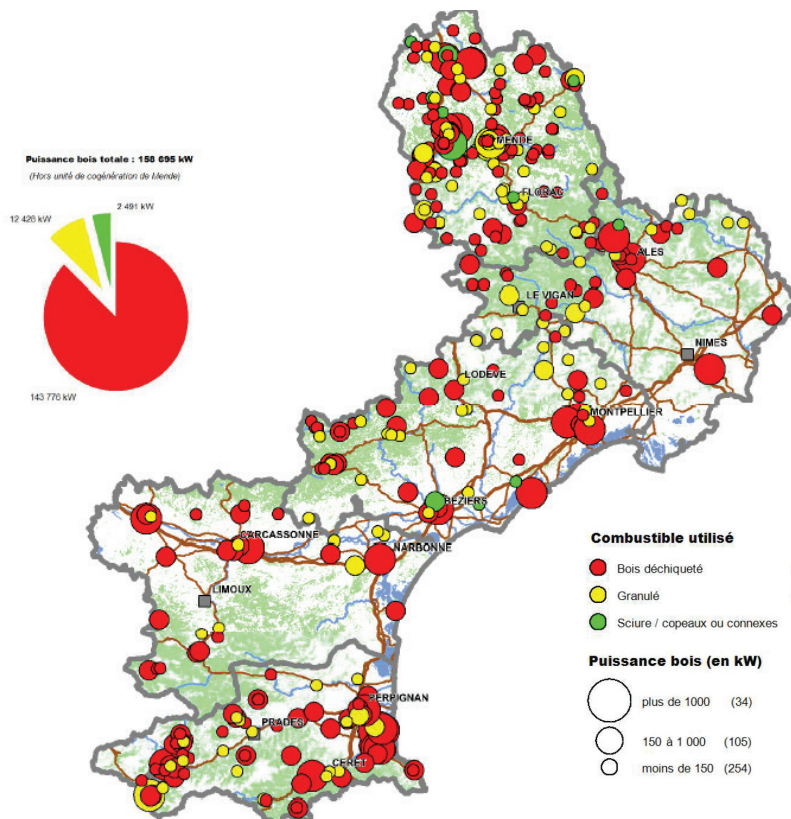 Puissance bois totale : 158 695 kW
(Hors unité de cogénération de Mende)
12 426 kW
2 491 kW
143 776 kW
MENDE
FLORAC
ALES
LE VIGAN
NIMES
LODEVE
MONTPELLIER
BEZIERS
CARCASSONNE
NARBONNE
LIMOUX
PERPIGNAN
PRADES
CERET
Combustible utilisé
Bois déchiqueté
Granulé
Sciure / copeaux ou connexes
Puissance bois (en kW)
plus de 1000 (34)
150 à 1 000 (105)
moins de 150 (254)